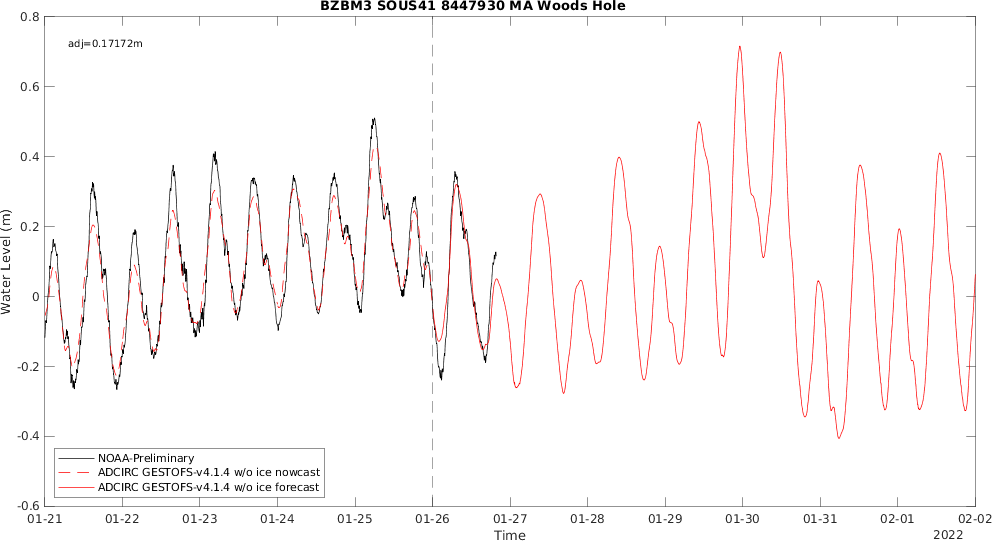 BZBM3 SOUS41 8447930 MA Woods Hole
adj=0.17172m
0.8
0.6
0.4
0.2
0
-0.2
-0.4
-0.6
Water Level (m)
NOAA-Preliminary
ADCIRC GESTOFS-v4.1.4 w/o ice nowcast
ADCIRC GESTOFS-v4.1.4 w/o ice forecast
01-21 01-22 01-23 01-24 01-25 01-26 01-27 01-28 01-29 01-30 01-31 02-01 02-02
Time
2022